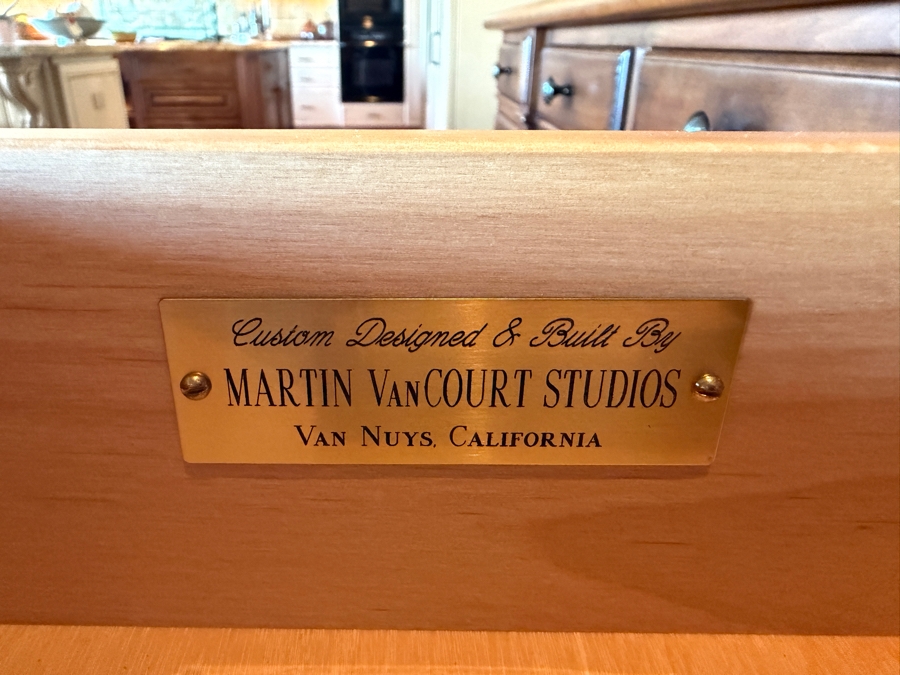 Custom Designed & Built By
MARTIN VANCOURT STUDIOS
VAN NUYS, CALIFORNIA